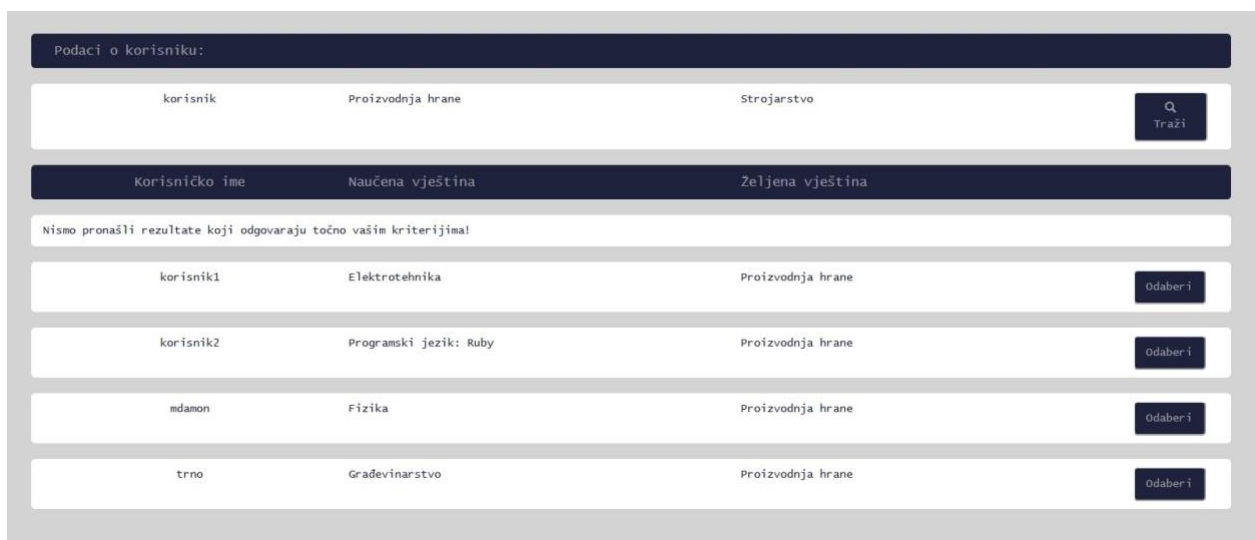 Podaci o korisniku:
korisnik Proizvodnja hrane Strojarstvo
Traži
Korisničko ime Naučena vještina Željena vještina
Nismo pronašli rezultate koji odgovaraju točno vašim kriterijima!
korisnik1 Elektrotehnika Proizvodnja hrane Odaberi
korisnik2 Programski jezik: Ruby Proizvodnja hrane Odaberi
mdamon Fizika Proizvodnja hrane Odaberi
trno Građevinarstvo Proizvodnja hrane Odaberi